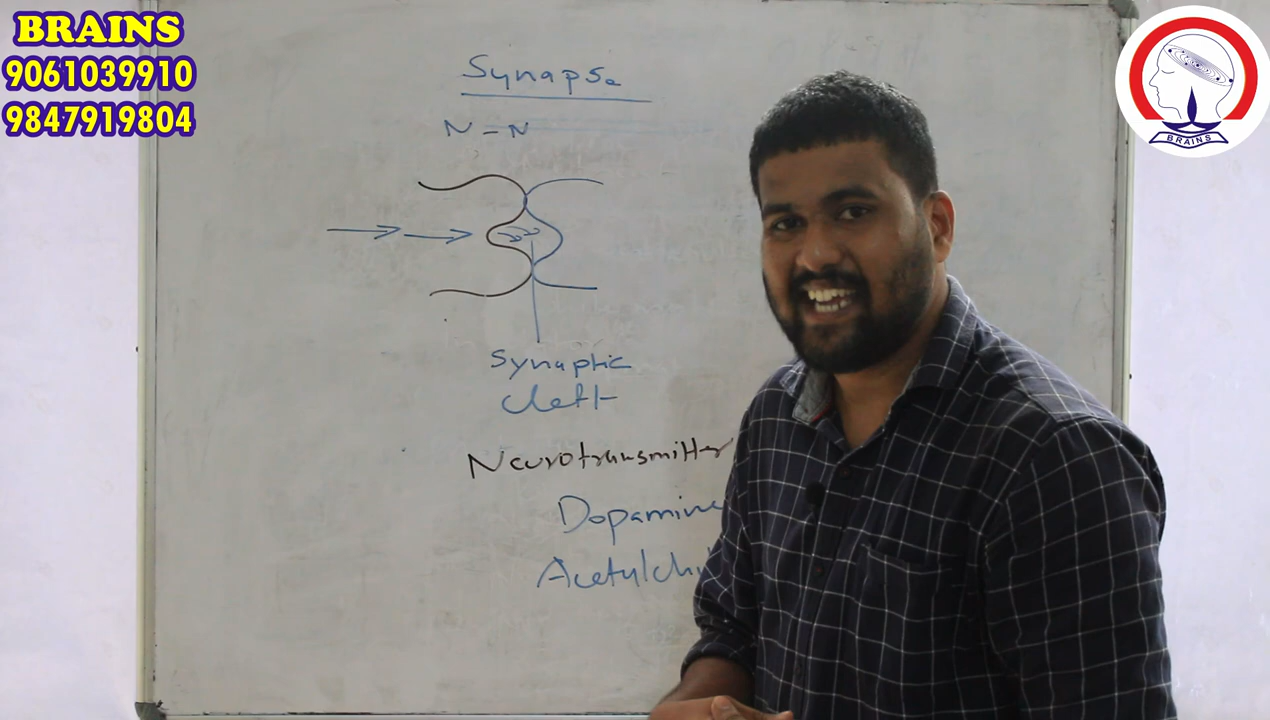 BRAINS
9061039910
9847919804
BRAINS
Synapse
N - N
Synaptic
cleft
Neurotransmitter
Dopamine